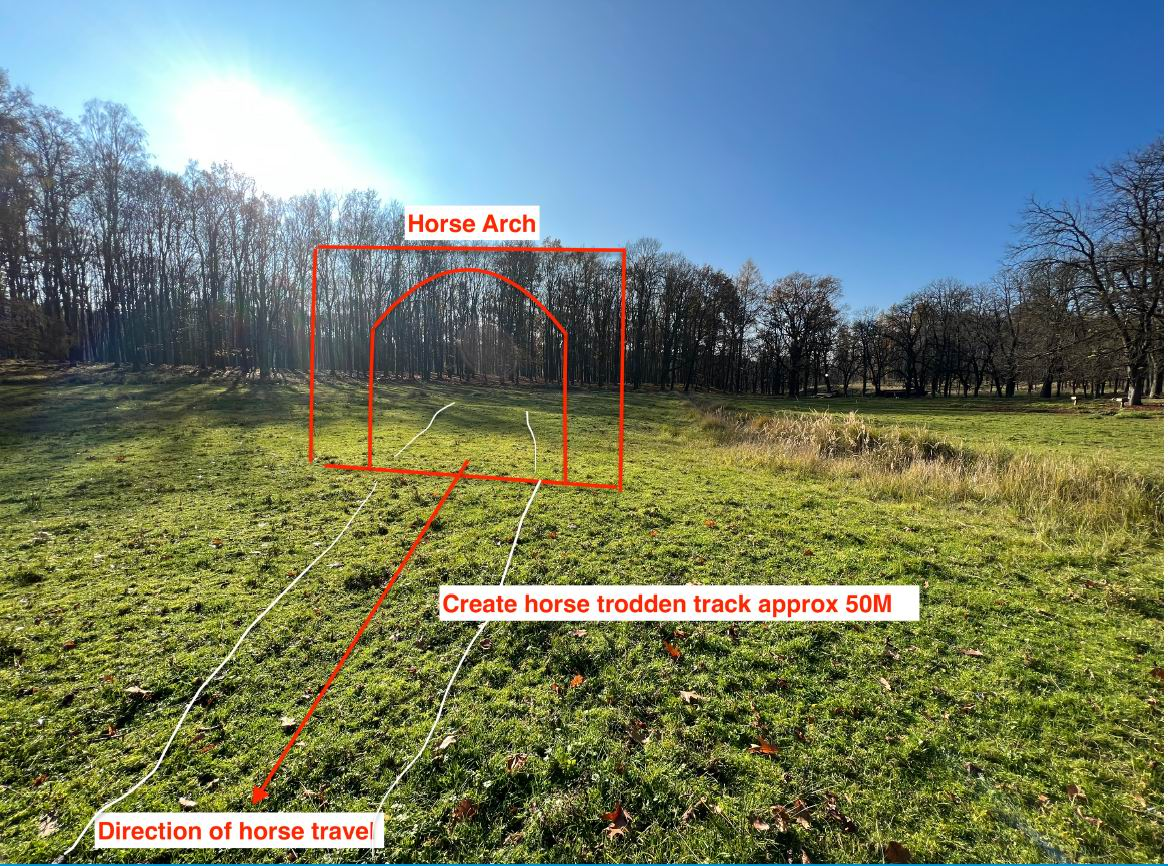 Horse Arch
Create horse trodden track approx 50M
Direction of horse travel